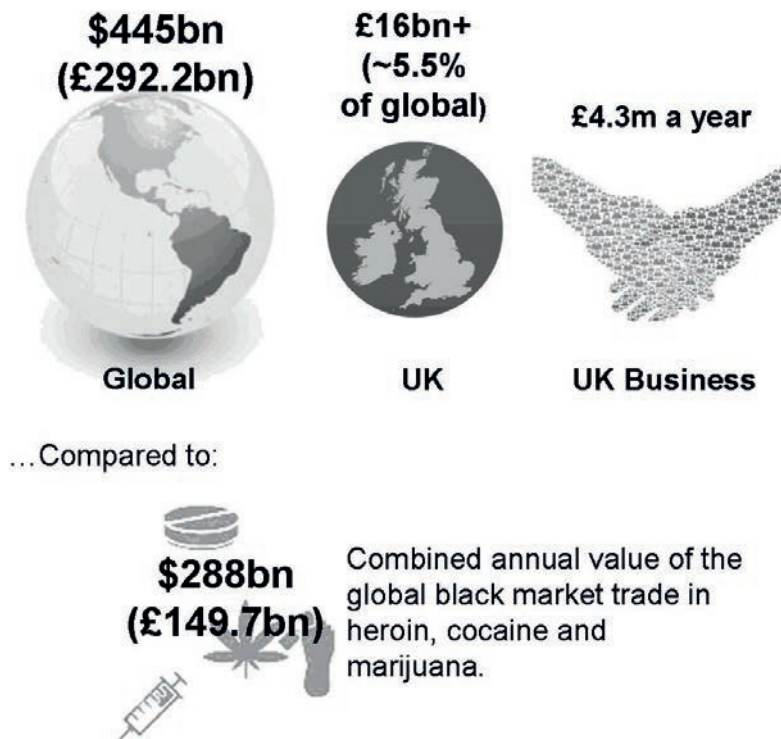 $445bn
(£292.2bn)
£16bn+
(~5.5%
of global)
£4.3m a year
Global
UK
UK Business
…Compared to:
$288bn
(£149.7bn)
Combined annual value of the
global black market trade in
heroin, cocaine and
marijuana.